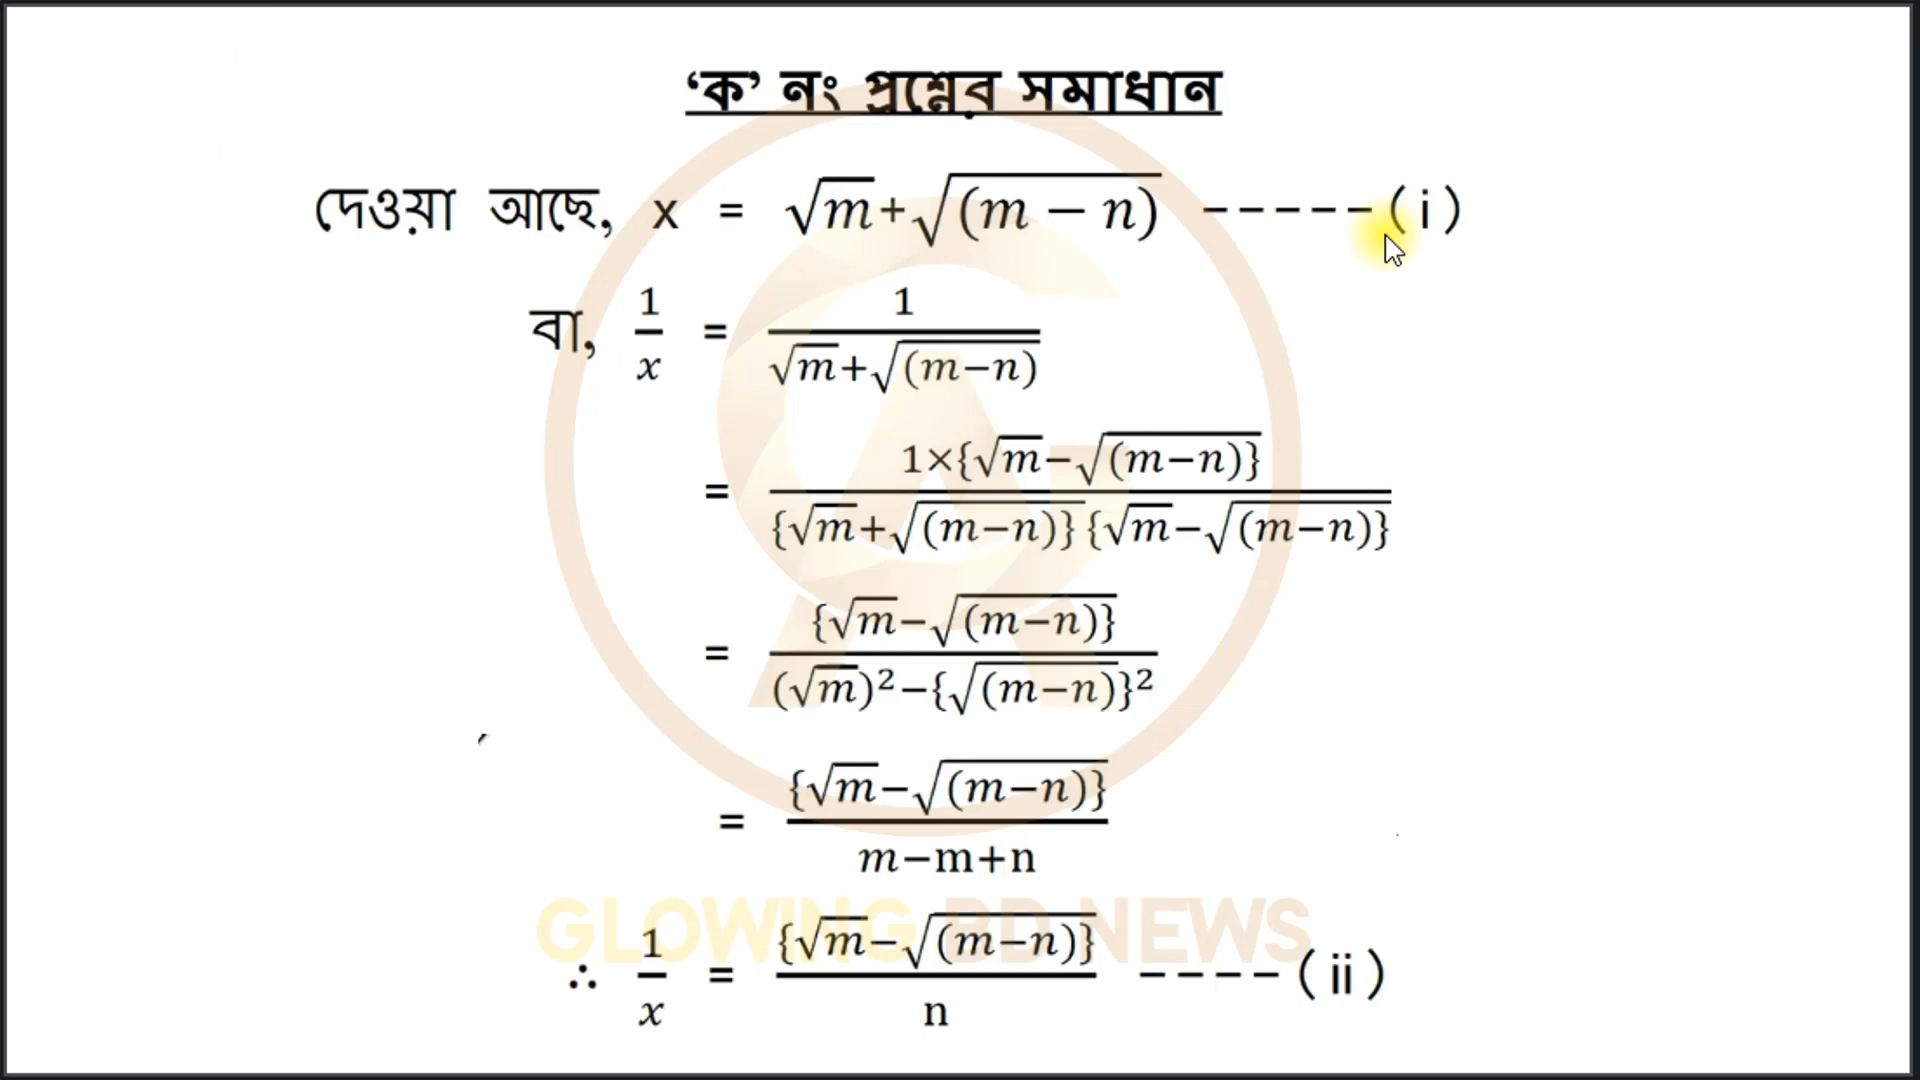 ‘ক’ নং প্রশ্নের সমাধান
দেওয়া আছে, x = √m+√(m − n) -----(i)
বা, 1/x = 1/(√m+√(m−n))
= 1×{√m−√(m−n)}/({√m+√(m−n)}{√m−√(m−n)})
= {√m−√(m−n)}/((√m)²−{√(m−n)}²)
= {√m−√(m−n)}/(m−m+n)
GLOWING BD NEWS
∴ 1/x = {√m−√(m−n)}/n ----(ii)